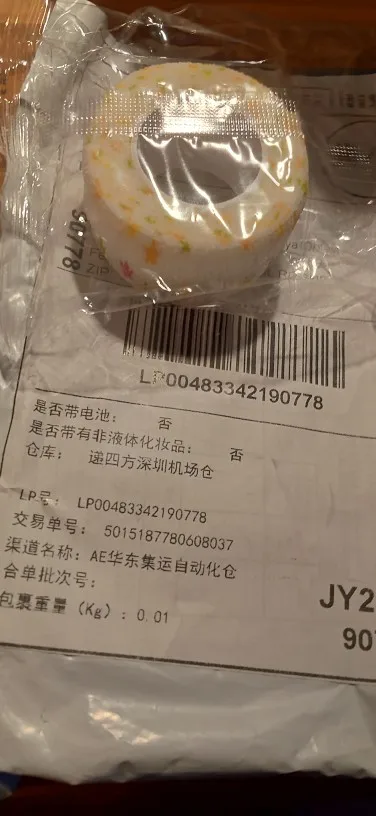 90778
ZIP
LP00483342190778
是否带电池： 否
是否带有非液体化妆品： 否
仓库： 递四方深圳机场仓
LP号： LP00483342190778
交易单号： 5015187780608037
渠道名称： AE华东集运自动化仓
合单批次号：
包裹重量（Kg）：0.01
JY2
90